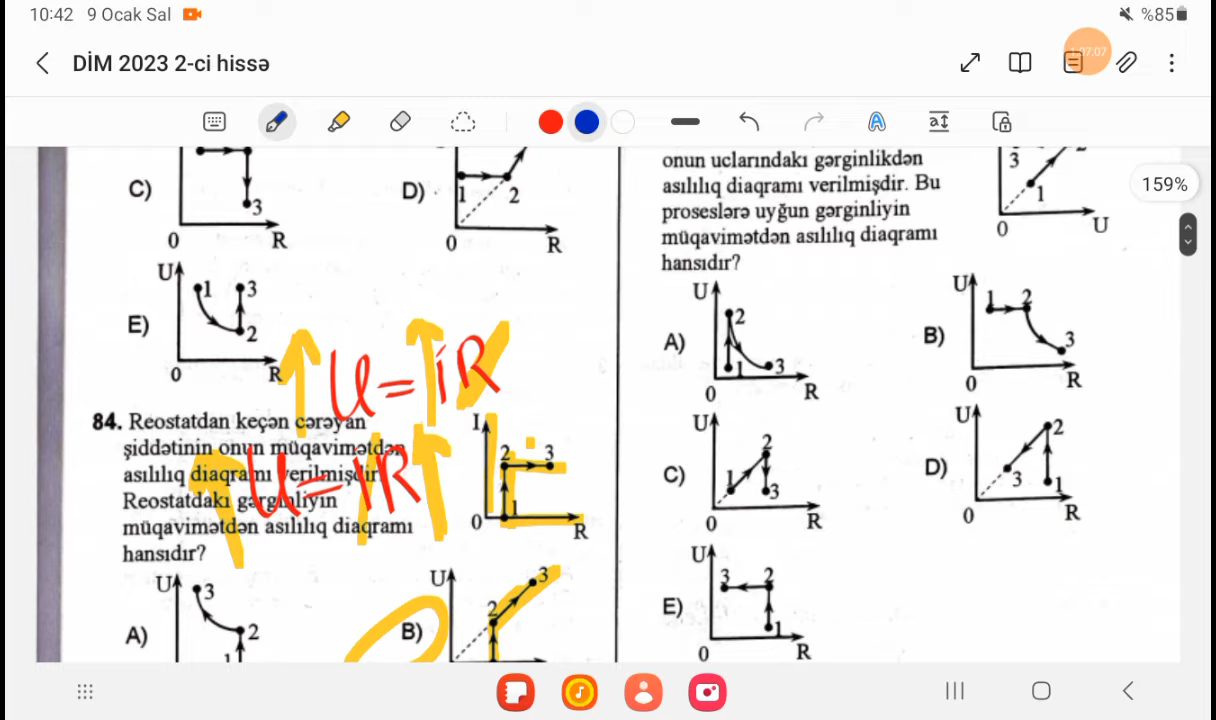 10:42 9 Ocak Sal
%85
DİM 2023 2-ci hissə
1:07:07
159%
C)
3
0
R
D)
1
2
0
R
E)
U
1
3
2
0
R
U=iR
84. Reostatdan keçən cərəyan
şiddətinin onun müqavimətdən
asılılıq diaqramı verilmişdir
Reostatdakı gərginliyin
müqavimətdən asılılıq diaqramı
hansıdır?
U=iR
I
2
3
1
0
R
A)
U
3
2
1
B)
U
3
2
onun uclarındakı gərginlikdən
asılılıq diaqramı verilmişdir. Bu
proseslərə uyğun gərginliyin
müqavimətdən asılılıq diaqramı
hansıdır?
3
1
0
U
A)
U
2
1
3
0
R
B)
U
1
2
3
0
R
C)
U
2
1
3
0
R
D)
U
2
3
1
0
R
E)
U
3
2
1
0
R